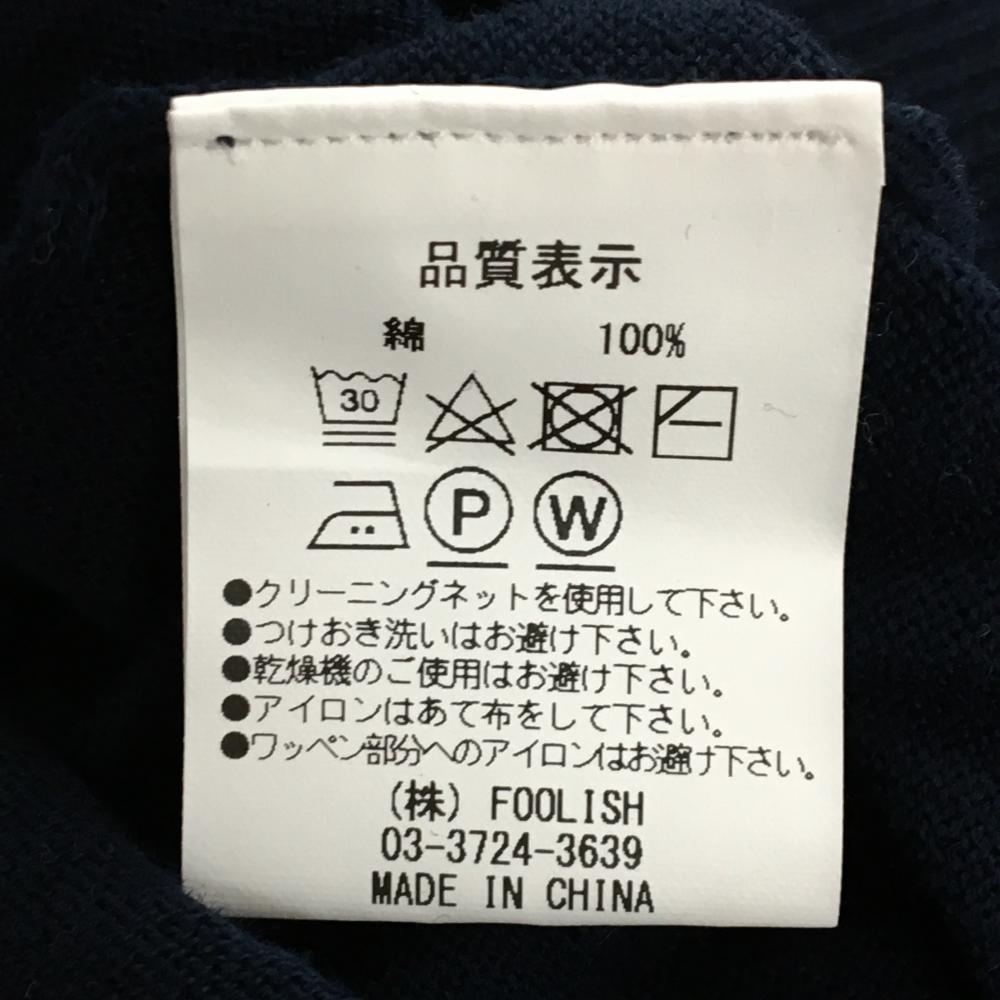 品質表示
綿 100%
30
P W
●クリーニングネットを使用して下さい。
●つけおき洗いはお避け下さい。
●乾燥機のご使用はお避け下さい。
●アイロンはあて布をして下さい。
●ワッペン部分へのアイロンはお避け下さい。
(株) FOOLISH
03-3724-3639
MADE IN CHINA